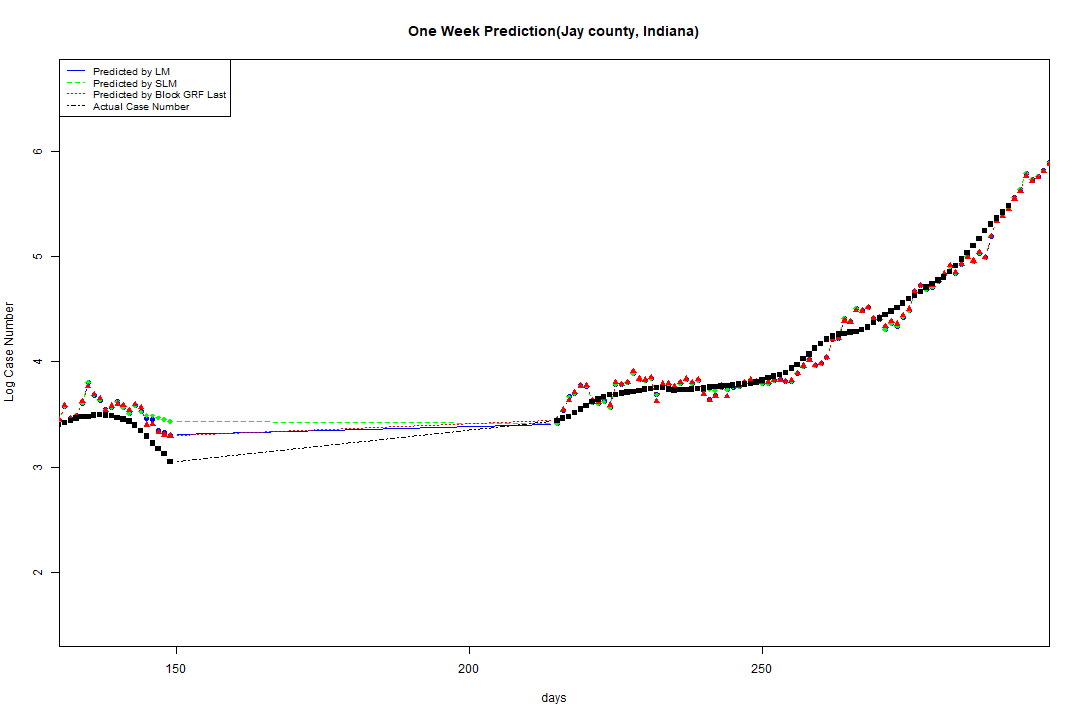 One Week Prediction(Jay county, Indiana)
Predicted by LM
Predicted by SLM
Predicted by Block GRF Last
Actual Case Number
6
5
4
3
2
Log Case Number
150
200
250
days